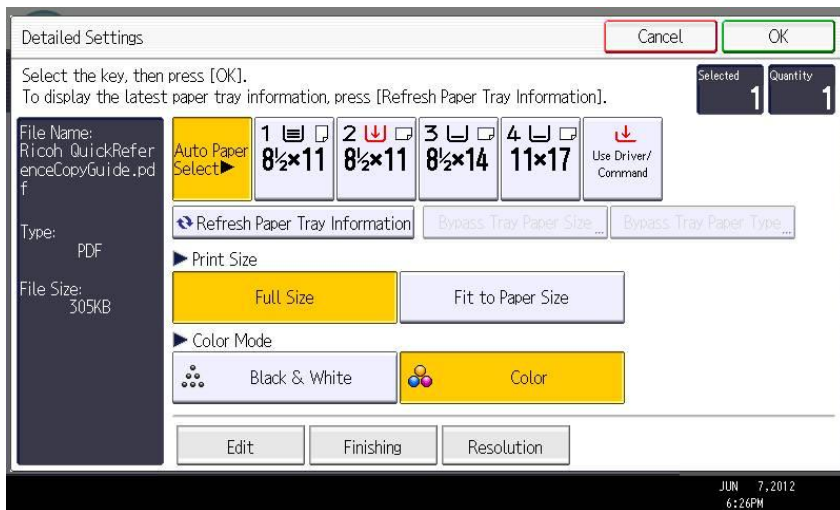 Detailed Settings
Cancel
OK
Select the key, then press [OK].
To display the latest paper tray information, press [Refresh Paper Tray Information].
Selected
1
Quantity
1
File Name:
Ricoh QuickRefer
enceCopyGuide.pd
f
Type:
PDF
File Size:
305KB
Auto Paper
Select►
1
8½×11
2
8½×11
3
8½×14
4
11×17
Use Driver/
Command
Refresh Paper Tray Information
Bypass Tray Paper Size
Bypass Tray Paper Type
► Print Size
Full Size
Fit to Paper Size
► Color Mode
Black & White
Color
Edit
Finishing
Resolution
JUN 7,2012
6:26PM